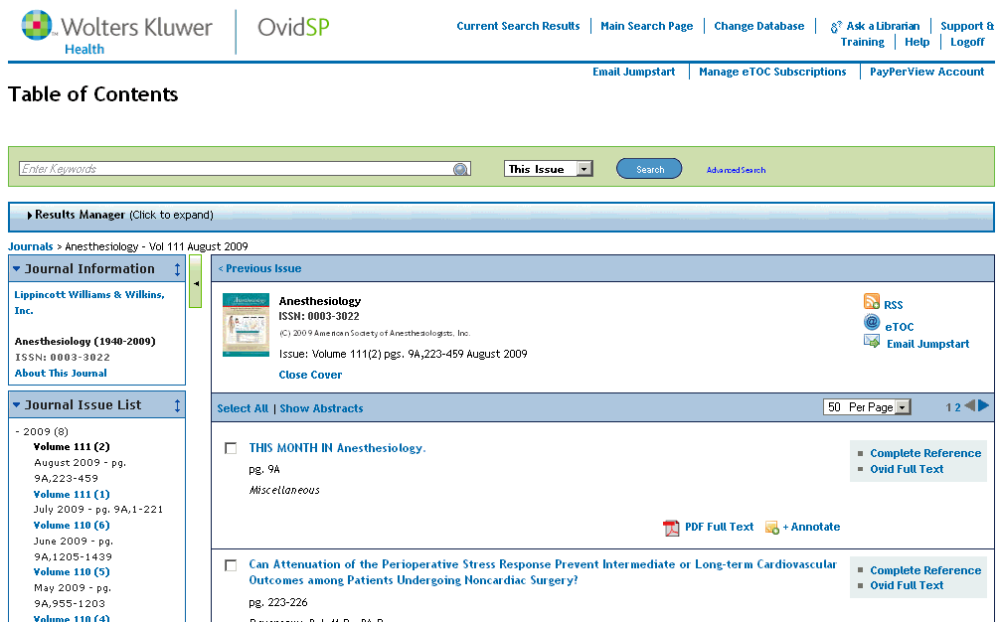 Wolters Kluwer
Health
OvidSP
Current Search Results
Main Search Page
Change Database
Ask a Librarian
Support &
Training
Help
Logoff
Email Jumpstart
Manage eTOC Subscriptions
PayPerView Account
Table of Contents
Enter Keywords
This Issue
Search
Advanced Search
Results Manager (Click to expand)
Journals > Anesthesiology - Vol 111 August 2009
Journal Information
Lippincott Williams & Wilkins,
Inc.
Anesthesiology (1940-2009)
ISSN: 0003-3022
About This Journal
Journal Issue List
- 2009 (8)
Volume 111 (2)
August 2009 - pg.
9A,223-459
Volume 111 (1)
July 2009 - pg. 9A,1-221
Volume 110 (6)
June 2009 - pg.
9A,1205-1439
Volume 110 (5)
May 2009 - pg.
9A,955-1203
Volume 110 (4)
< Previous Issue
Anesthesiology
Anesthesiology
ISSN: 0003-3022
(C) 2009 American Society of Anesthesiologists, Inc.
Issue: Volume 111(2) pgs. 9A,223-459 August 2009
Close Cover
RSS
eTOC
Email Jumpstart
Select All | Show Abstracts
50 Per Page
1 2
THIS MONTH IN Anesthesiology.
pg. 9A
Miscellaneous
Complete Reference
Ovid Full Text
PDF Full Text
+ Annotate
Can Attenuation of the Perioperative Stress Response Prevent Intermediate or Long-term Cardiovascular
Outcomes among Patients Undergoing Noncardiac Surgery?
pg. 223-226
Complete Reference
Ovid Full Text